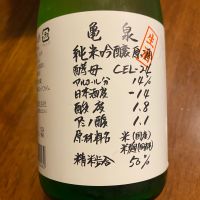 亀泉
生酒
純米吟醸原酒
酵母 CEL-24
アルコール分 14%
日本酒度 -14
酸度 1.8
アミノ酸 1.1
原材料名 米(国産)
米麹(国産米)
精米歩合 50%